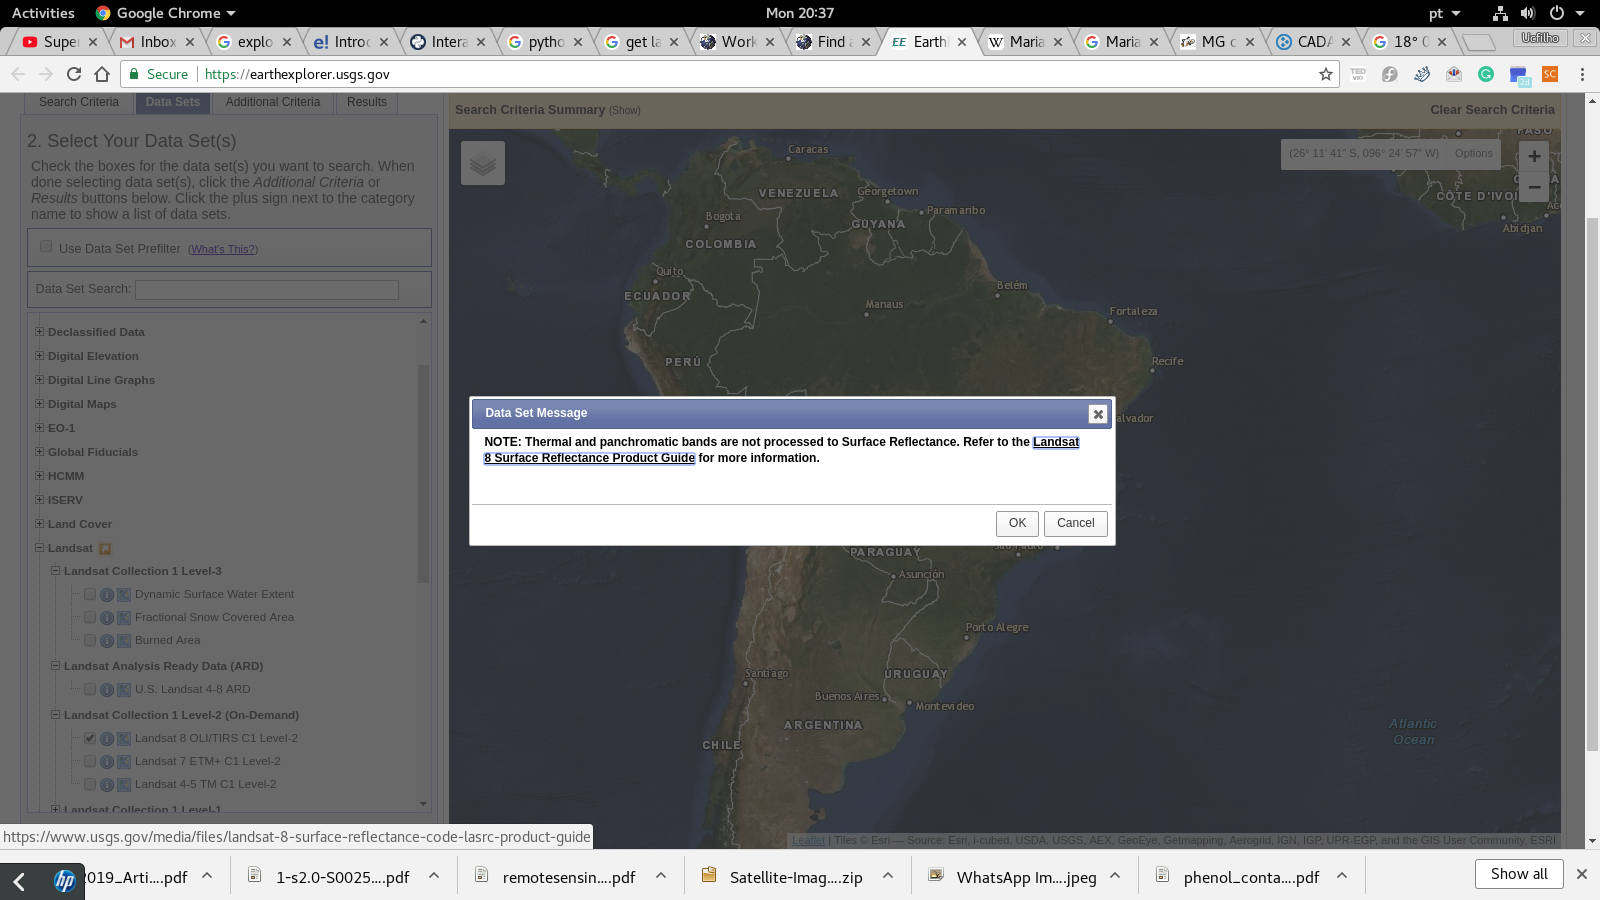 Activities
Google Chrome
Mon 20:37
pt
Supe
Inbox
explo
Introc
Intera
pytho
get la
Work
Find a
Earth
Maria
Maria
MG c
CADA
18° 0
Ucfilho
Secure
https://earthexplorer.usgs.gov
Search Criteria
Data Sets
Additional Criteria
Results
Search Criteria Summary (Show)
Clear Search Criteria
2. Select Your Data Set(s)
Check the boxes for the data set(s) you want to search. When
done selecting data set(s), click the Additional Criteria or
Results buttons below. Click the plus sign next to the category
name to show a list of data sets.
Use Data Set Prefilter (What's This?)
Data Set Search:
Declassified Data
Digital Elevation
Digital Line Graphs
Digital Maps
EO-1
Global Fiducials
HCMM
ISERV
Land Cover
Landsat
Landsat Collection 1 Level-3
Dynamic Surface Water Extent
Fractional Snow Covered Area
Burned Area
Landsat Analysis Ready Data (ARD)
U.S. Landsat 4-8 ARD
Landsat Collection 1 Level-2 (On-Demand)
Landsat 8 OLI/TIRS C1 Level-2
Landsat 7 ETM+ C1 Level-2
Landsat 4-5 TM C1 Level-2
Landsat Collection 1 Level-1
(26° 11' 41" S, 096° 24' 57" W)
Options
+
−
Caracas
VENEZUELA
Georgetown
Paramaribo
Bogota
GUYANA
COLOMBIA
Quito
ECUADOR
Belém
Manaus
Fortaleza
PERÚ
Recife
alvador
FASO
CÔTE D'IVOI
Abidjan
Data Set Message
NOTE: Thermal and panchromatic bands are not processed to Surface Reflectance. Refer to the Landsat
8 Surface Reflectance Product Guide for more information.
OK
Cancel
São Paulo
PARAGUAY
Asunción
Porto Alegre
Santiago
URUGUAY
Buenos Aires
Montevideo
ARGENTINA
CHILE
Atlantic
Ocean
Leaflet | Tiles © Esri — Source: Esri, i-cubed, USDA, USGS, AEX, GeoEye, Getmapping, Aerogrid, IGN, IGP, UPR-EGP, and the GIS User Community, ESRI
https://www.usgs.gov/media/files/landsat-8-surface-reflectance-code-lasrc-product-guide
2019_Arti....pdf
1-s2.0-S0025....pdf
remotesensin....pdf
Satellite-Imag....zip
WhatsApp Im....jpeg
phenol_conta....pdf
Show all